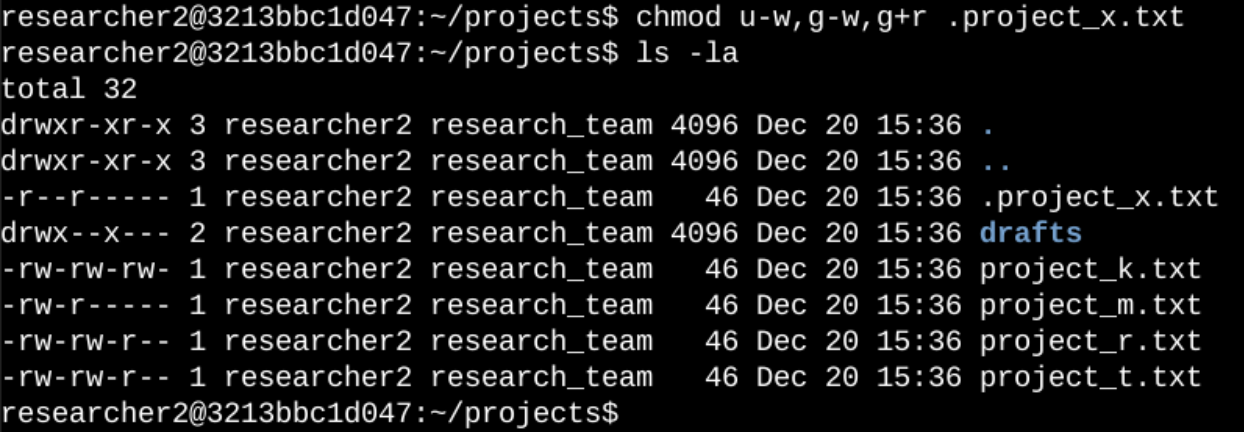 researcher2@3213bbc1d047:~/projects$ chmod u-w,g-w,g+r .project_x.txt
researcher2@3213bbc1d047:~/projects$ ls -la
total 32
drwxr-xr-x 3 researcher2 research_team 4096 Dec 20 15:36 .
drwxr-xr-x 3 researcher2 research_team 4096 Dec 20 15:36 ..
-r--r----- 1 researcher2 research_team   46 Dec 20 15:36 .project_x.txt
drwx--x--- 2 researcher2 research_team 4096 Dec 20 15:36 drafts
-rw-rw-rw- 1 researcher2 research_team   46 Dec 20 15:36 project_k.txt
-rw-r----- 1 researcher2 research_team   46 Dec 20 15:36 project_m.txt
-rw-rw-r-- 1 researcher2 research_team   46 Dec 20 15:36 project_r.txt
-rw-rw-r-- 1 researcher2 research_team   46 Dec 20 15:36 project_t.txt
researcher2@3213bbc1d047:~/projects$